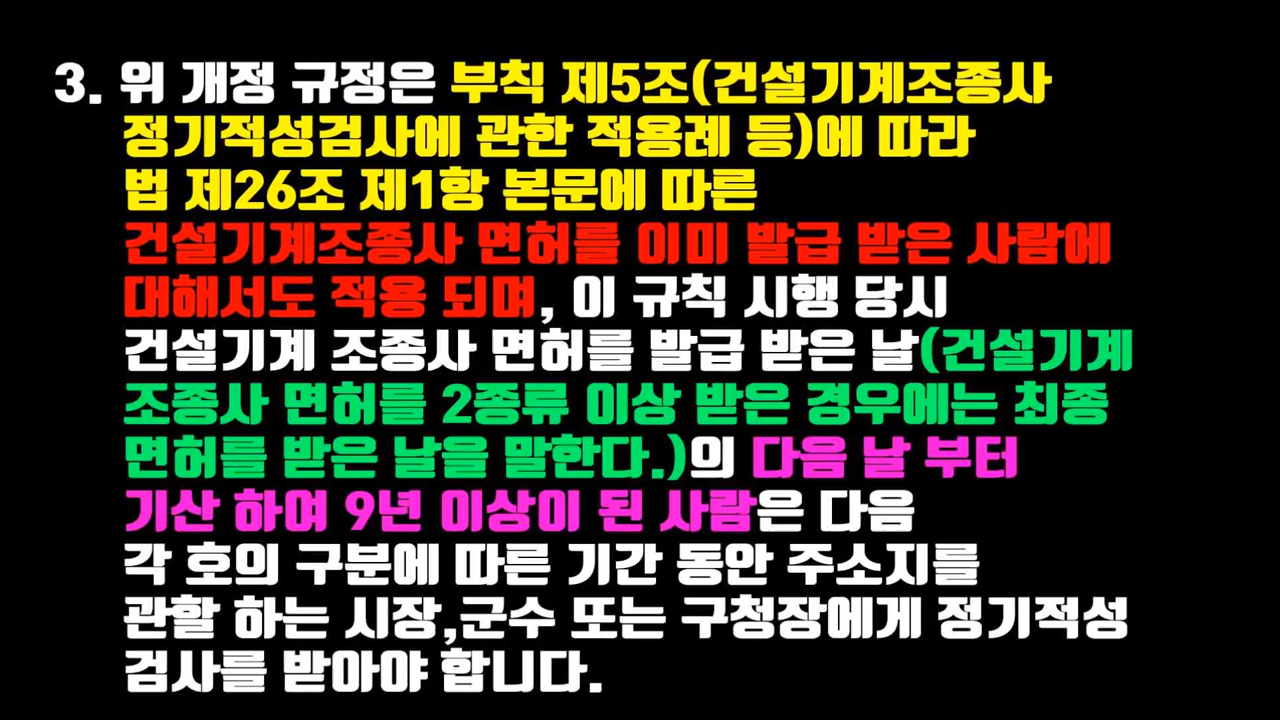 3. 위 개정 규정은 부칙 제5조(건설기계조종사
정기적성검사에 관한 적용례 등)에 따라
법 제26조 제1항 본문에 따른
건설기계조종사 면허를 이미 발급 받은 사람에
대해서도 적용 되며, 이 규칙 시행 당시
건설기계 조종사 면허를 발급 받은 날(건설기계
조종사 면허를 2종류 이상 받은 경우에는 최종
면허를 받은 날을 말한다.)의 다음 날 부터
기산 하여 9년 이상이 된 사람은 다음
각 호의 구분에 따른 기간 동안 주소지를
관할 하는 시장,군수 또는 구청장에게 정기적성
검사를 받아야 합니다.